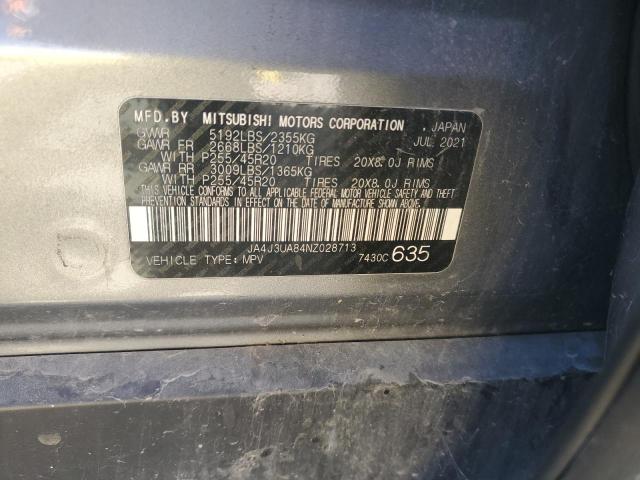 MFD.BY MITSUBISHI MOTORS CORPORATION . JAPAN
GVWR 5192LBS/2355KG JUL.2021
GAWR FR 2668LBS/1210KG
WITH P255/45R20 TIRES 20X8.0J RIMS
GAWR RR 3009LBS/1365KG
WITH P255/45R20 TIRES 20X8.0J RIMS
THIS VEHICLE CONFORMS TO ALL APPLICABLE FEDERAL MOTOR VEHICLE SAFETY AND THEFT
PREVENTION STANDARDS IN EFFECT ON THE DATE OF MANUFACTURE SHOWN ABOVE.
JA4J3UA84NZ028713
VEHICLE TYPE: MPV 7430C 635